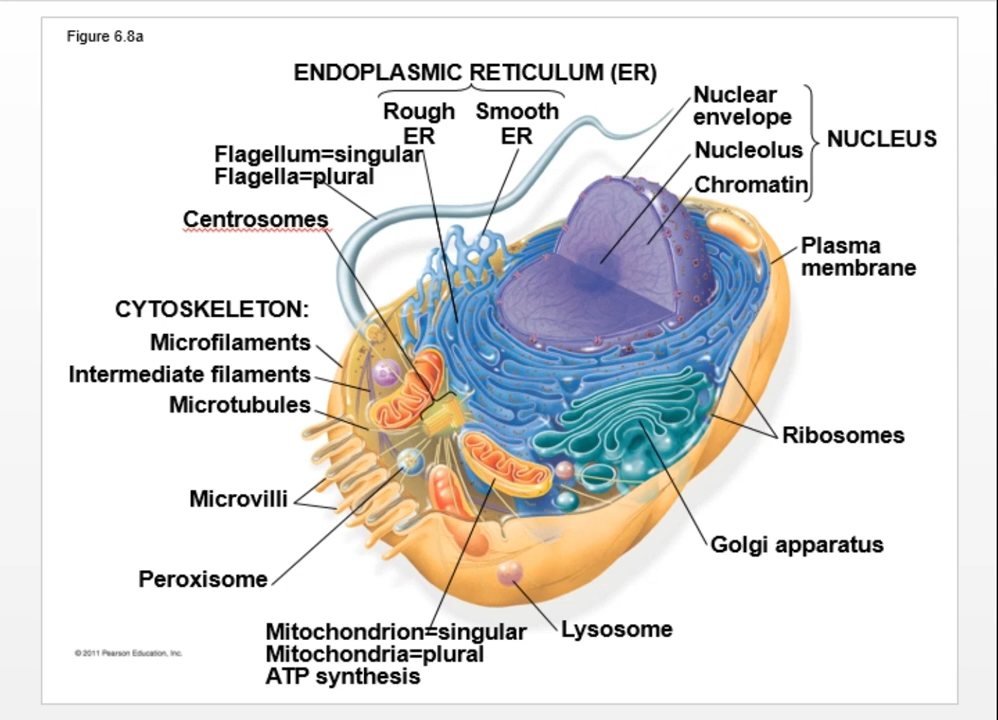 Figure 6.8a
ENDOPLASMIC RETICULUM (ER)
Rough
ER
Smooth
ER
Nuclear
envelope
Nucleolus
Chromatin
NUCLEUS
Flagellum=singular
Flagella=plural
Centrosomes
Plasma
membrane
CYTOSKELETON:
Microfilaments
Intermediate filaments
Microtubules
Ribosomes
Microvilli
Golgi apparatus
Peroxisome
Mitochondrion=singular
Mitochondria=plural
ATP synthesis
Lysosome
© 2011 Pearson Education, Inc.